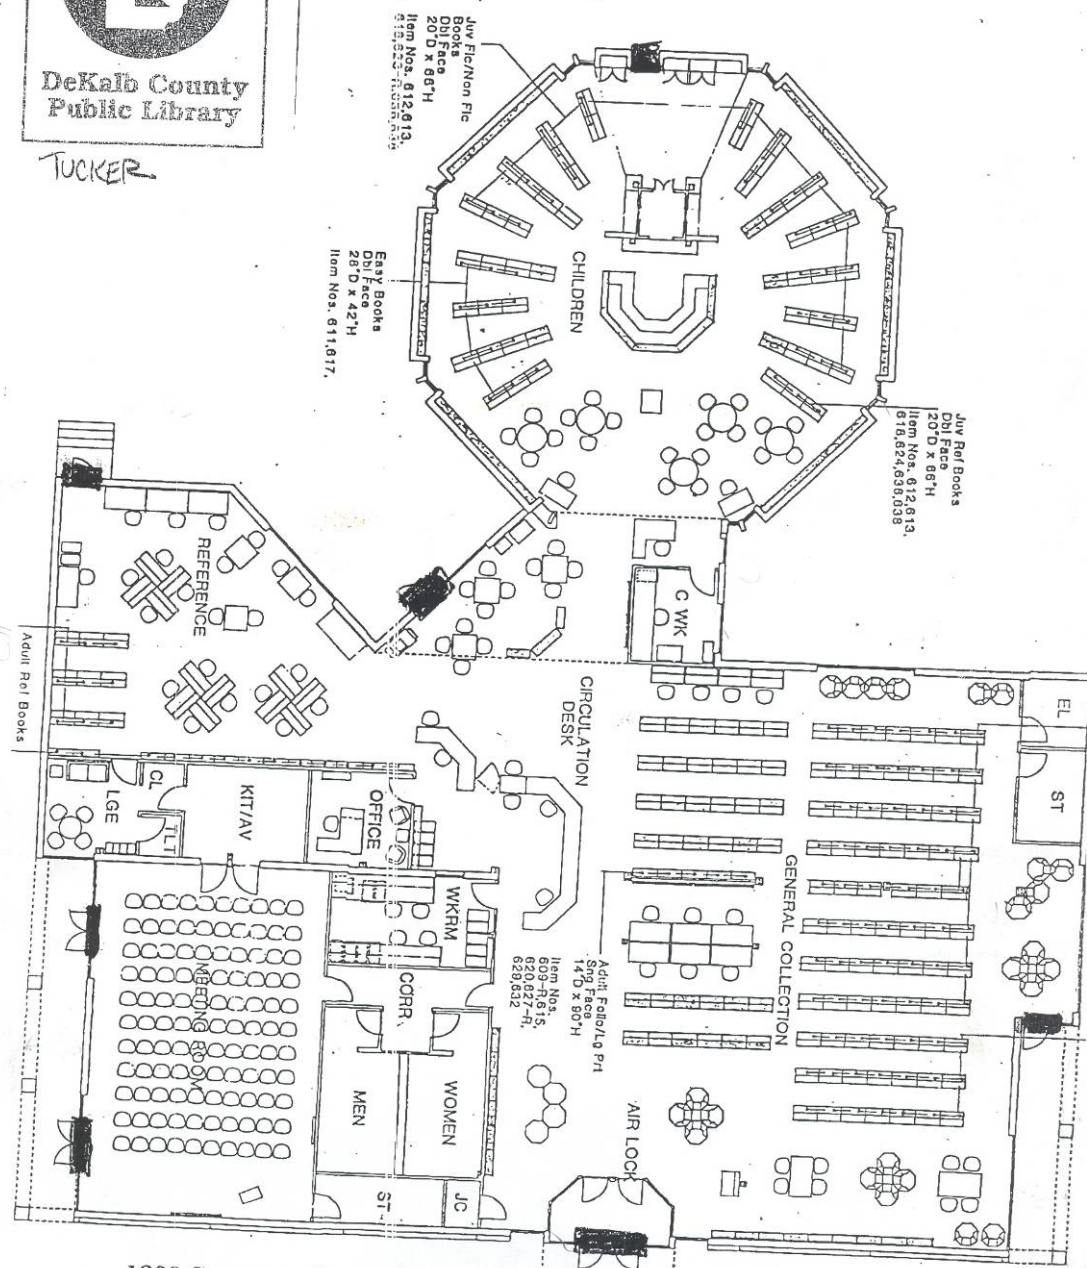 DeKalb County
Public Library
TUCKER
Juv Fic/Non Fic
Books
Dbl Face
20"D x 66"H
Item Nos. 612,613,
Easy Books
Dbl Face
28"D x 42"H
Item Nos. 611,617,
Juv Ref Books
Dbl Face
20"D x 66"H
Item Nos. 612,613,
618,624,636,638
CHILDREN
C WK
REFERENCE
Adult Ref Books
CIRCULATION
DESK
EL
ST
GENERAL COLLECTION
LGE
CL
TLT
KIT/AV
OFFICE
WKRM
CORR
Adult Folio/Lg Prt
Sng Face
14"D x 90"H
Item Nos.
609-R,615,
620,627-R,
629,632
MEETING ROOM
MEN
WOMEN
AIR LOCK
ST
JC